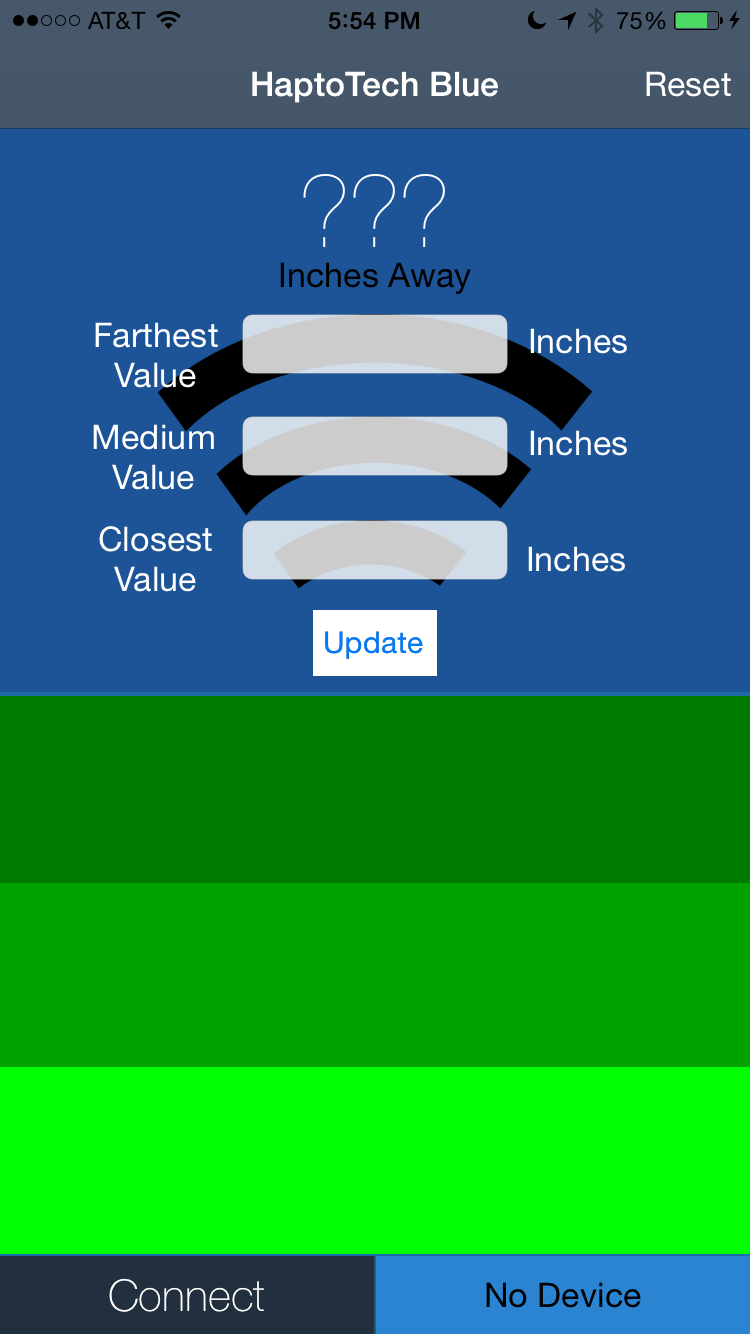 AT&T 5:54 PM 75%
HaptoTech Blue Reset
???
Inches Away
Farthest
Value
Inches
Medium
Value
Inches
Closest
Value
Inches
Update
Connect No Device